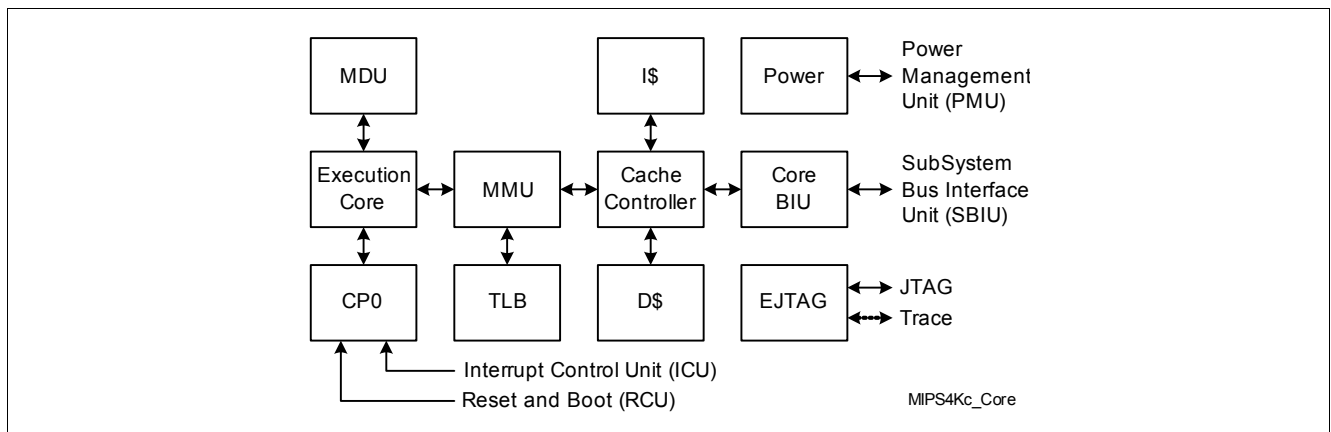 MDU
I$
Power
Power
Management
Unit (PMU)
Execution
Core
MMU
Cache
Controller
Core
BIU
SubSystem
Bus Interface
Unit (SBIU)
CP0
TLB
D$
EJTAG
JTAG
Trace
Interrupt Control Unit (ICU)
Reset and Boot (RCU)
MIPS4Kc_Core